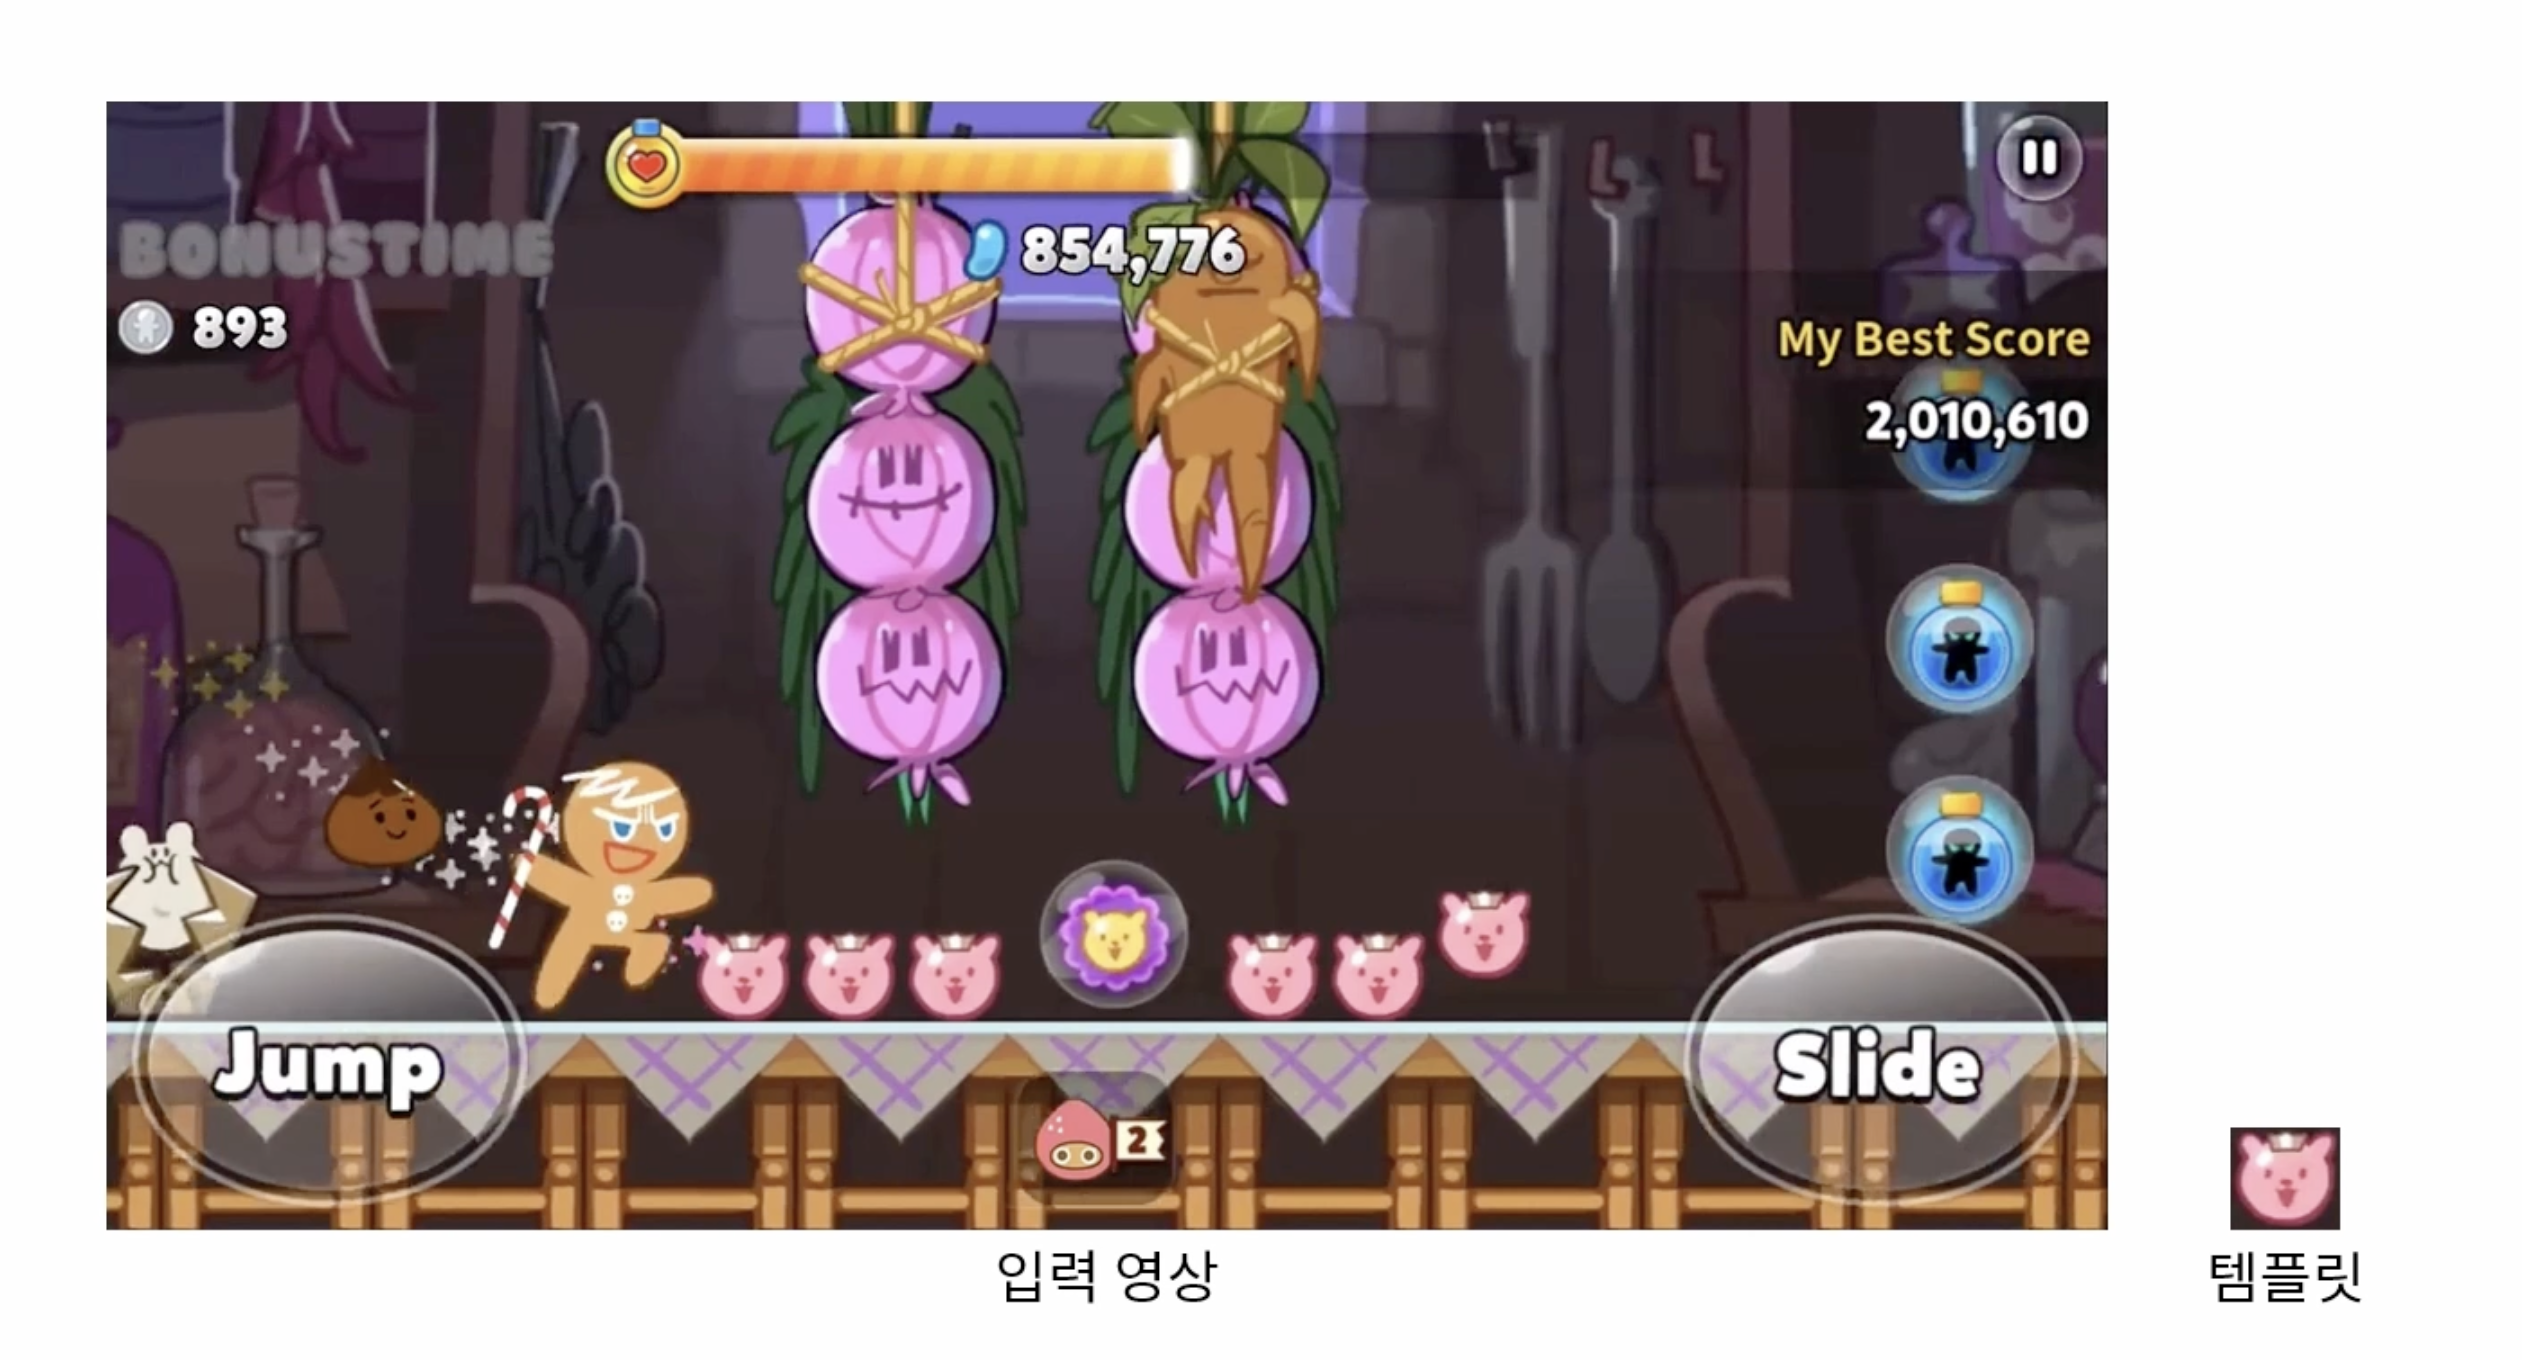 BONUSTIME
854,776
893
My Best Score
2,010,610
Jump
Slide
2
입력 영상
템플릿